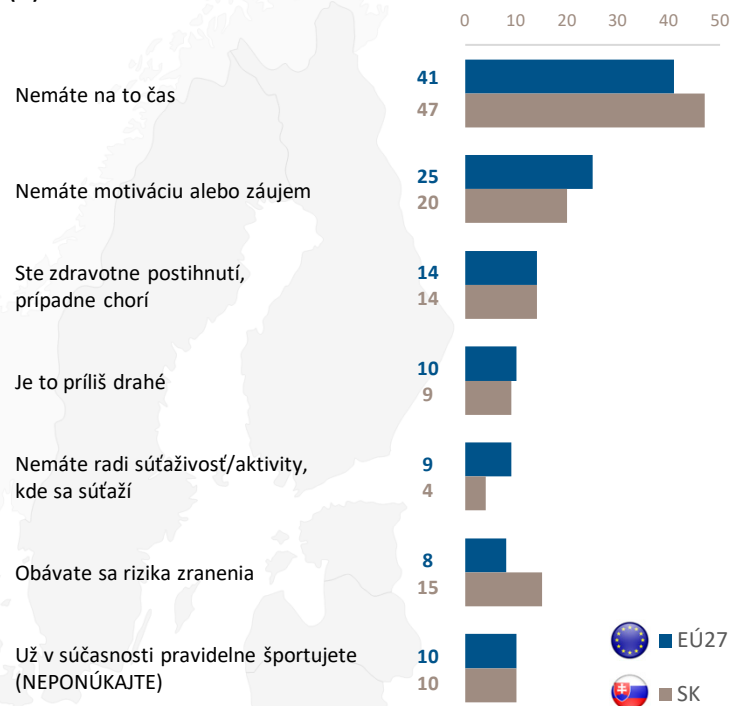 0 10 20 30 40 50
Nemáte na to čas
41
47
Nemáte motiváciu alebo záujem
25
20
Ste zdravotne postihnutí,
prípadne chorí
14
14
Je to príliš drahé
10
9
Nemáte radi súťaživosť/aktivity,
kde sa súťaží
9
4
Obávate sa rizika zranenia
8
15
Už v súčasnosti pravidelne športujete
(NEPONÚKAJTE)
10
10
EÚ27
SK